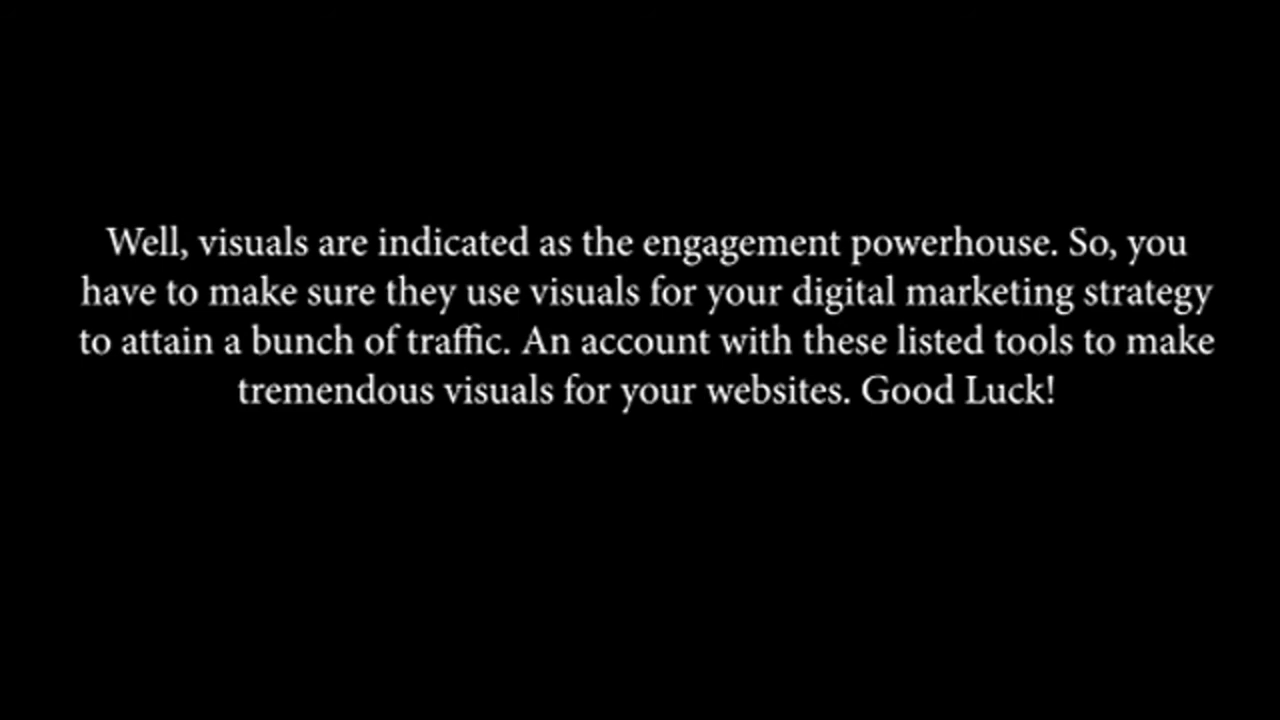 Well, visuals are indicated as the engagement powerhouse. So, you
have to make sure they use visuals for your digital marketing strategy
to attain a bunch of traffic. An account with these listed tools to make
tremendous visuals for your websites. Good Luck!